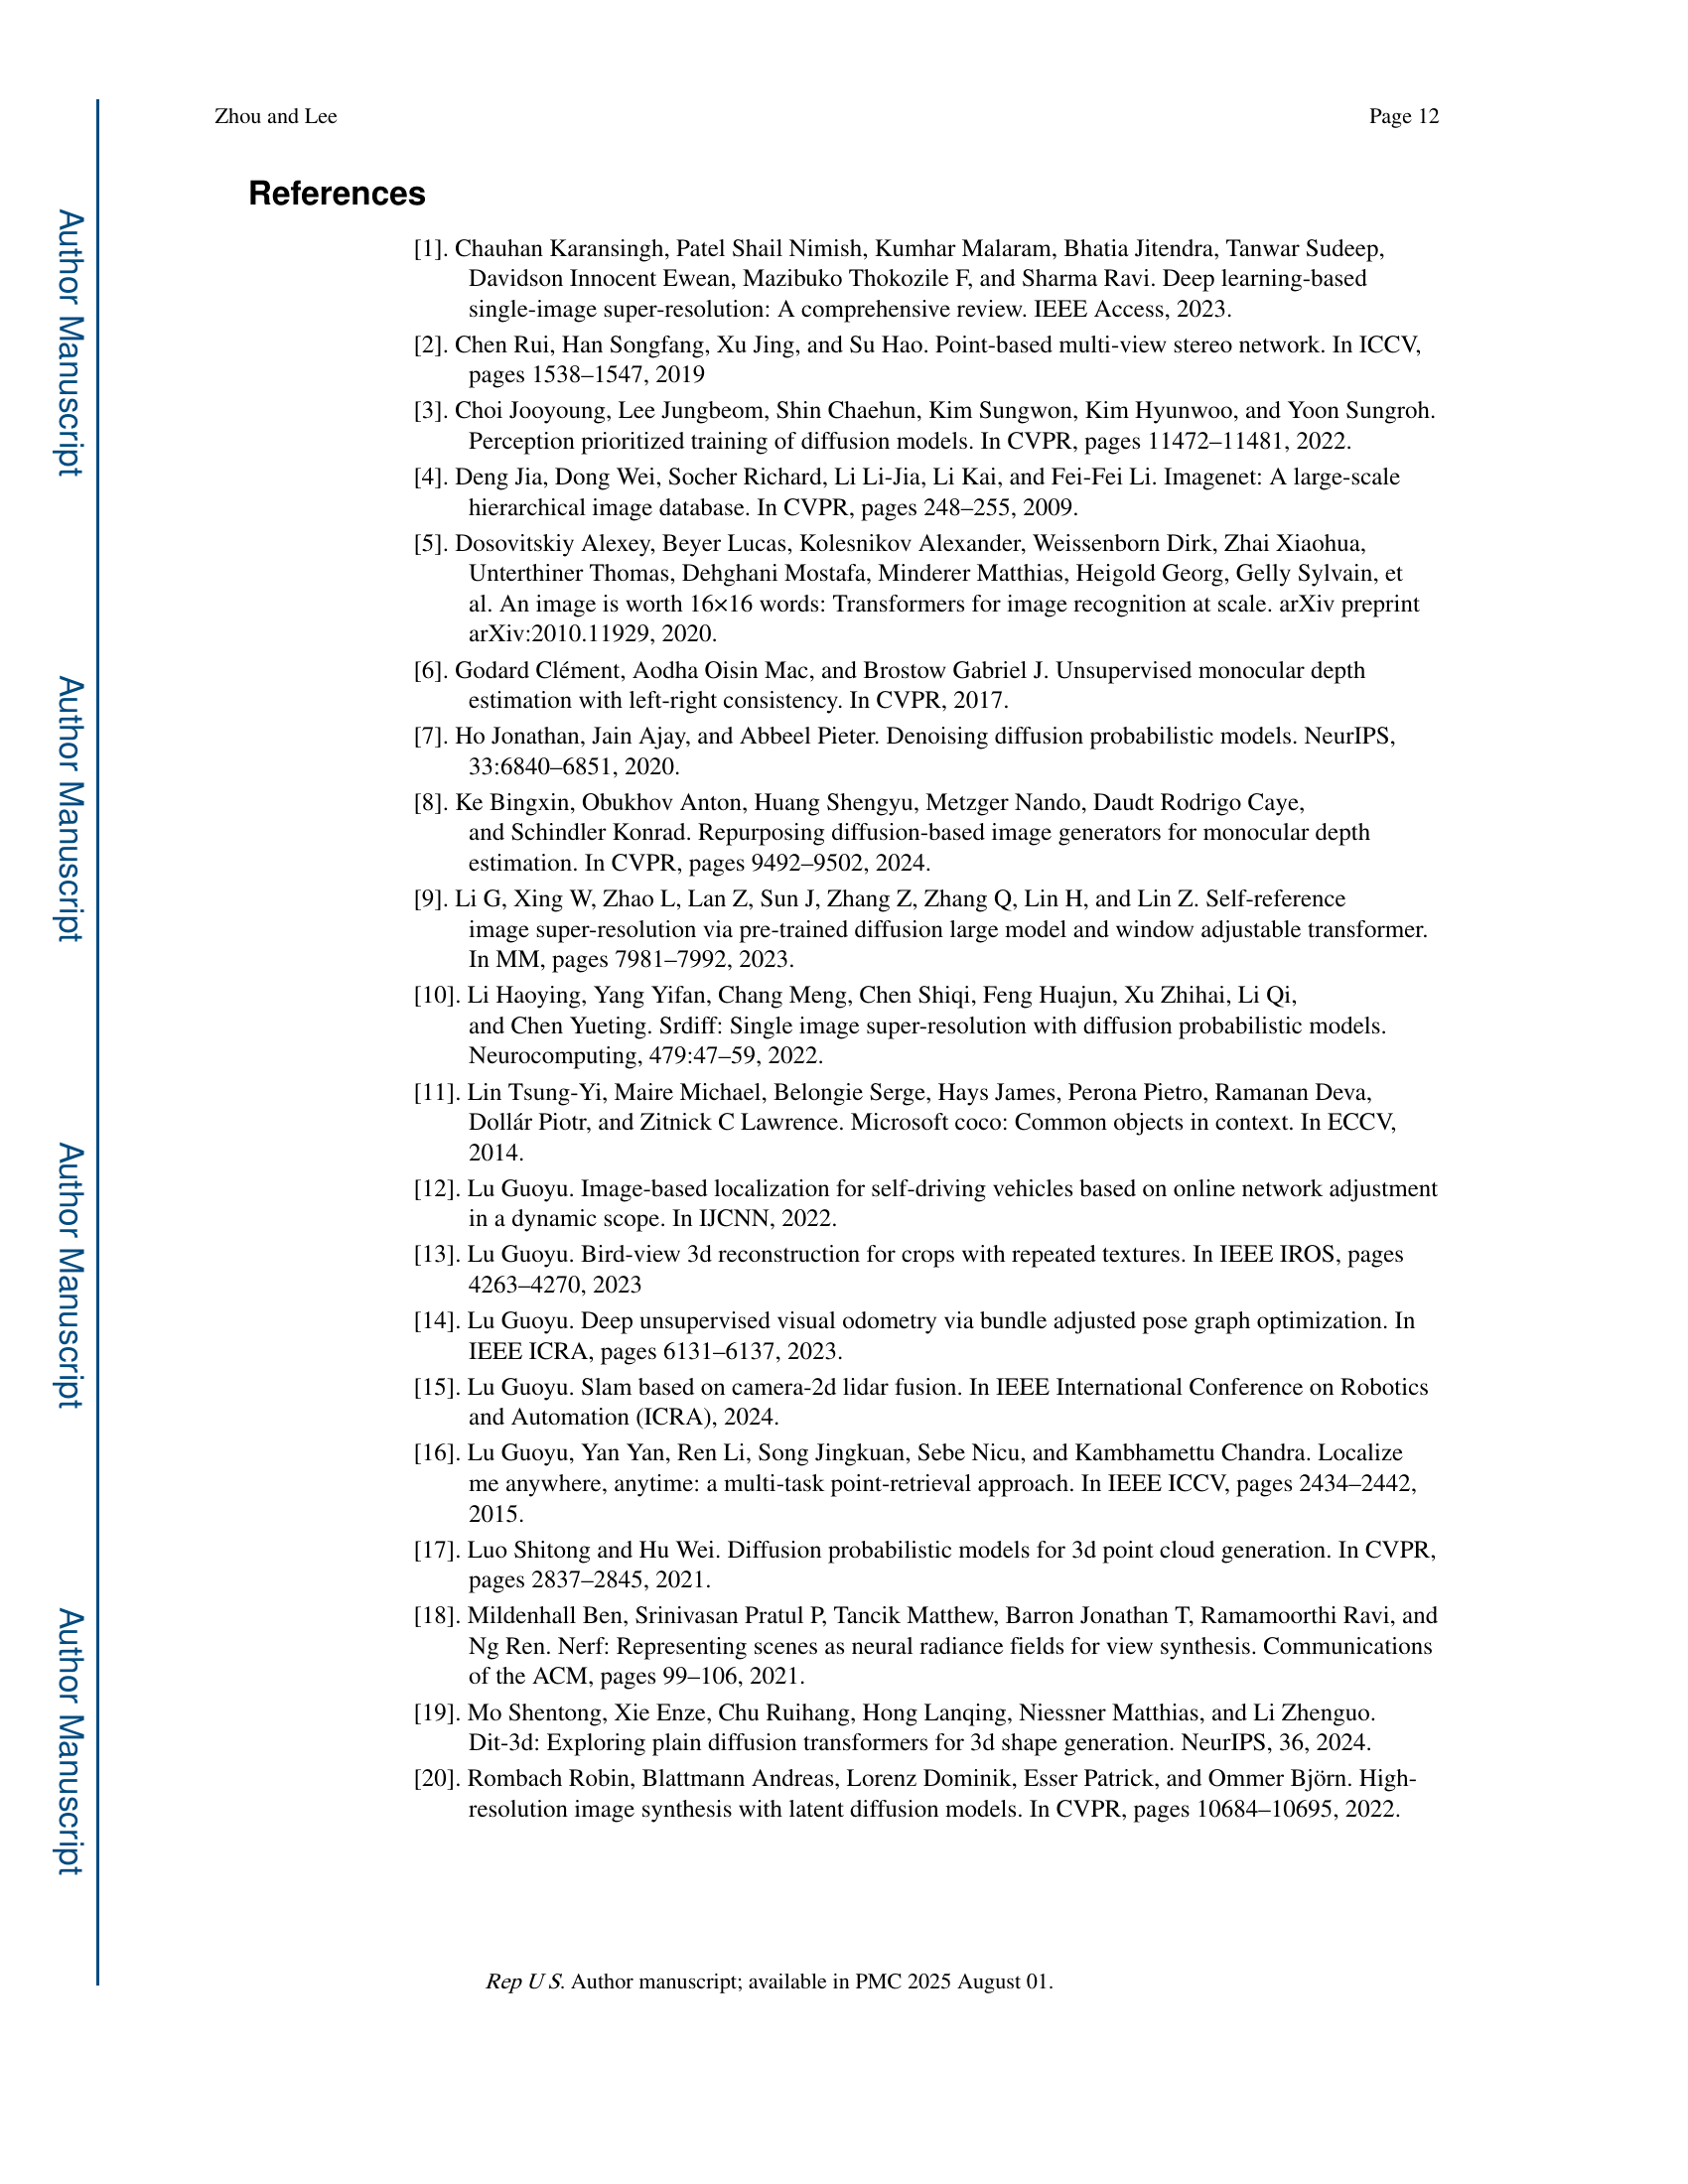 Zhou and Lee
Page 12
References
[1]. Chauhan Karansingh, Patel Shail Nimish, Kumhar Malaram, Bhatia Jitendra, Tanwar Sudeep,
Davidson Innocent Ewean, Mazibuko Thokozile F, and Sharma Ravi. Deep learning-based
single-image super-resolution: A comprehensive review. IEEE Access, 2023.
[2]. Chen Rui, Han Songfang, Xu Jing, and Su Hao. Point-based multi-view stereo network. In ICCV,
pages 1538–1547, 2019
[3]. Choi Jooyoung, Lee Jungbeom, Shin Chaehun, Kim Sungwon, Kim Hyunwoo, and Yoon Sungroh.
Perception prioritized training of diffusion models. In CVPR, pages 11472–11481, 2022.
[4]. Deng Jia, Dong Wei, Socher Richard, Li Li-Jia, Li Kai, and Fei-Fei Li. Imagenet: A large-scale
hierarchical image database. In CVPR, pages 248–255, 2009.
[5]. Dosovitskiy Alexey, Beyer Lucas, Kolesnikov Alexander, Weissenborn Dirk, Zhai Xiaohua,
Unterthiner Thomas, Dehghani Mostafa, Minderer Matthias, Heigold Georg, Gelly Sylvain, et
al. An image is worth 16×16 words: Transformers for image recognition at scale. arXiv preprint
arXiv:2010.11929, 2020.
[6]. Godard Clément, Aodha Oisin Mac, and Brostow Gabriel J. Unsupervised monocular depth
estimation with left-right consistency. In CVPR, 2017.
[7]. Ho Jonathan, Jain Ajay, and Abbeel Pieter. Denoising diffusion probabilistic models. NeurIPS,
33:6840–6851, 2020.
[8]. Ke Bingxin, Obukhov Anton, Huang Shengyu, Metzger Nando, Daudt Rodrigo Caye,
and Schindler Konrad. Repurposing diffusion-based image generators for monocular depth
estimation. In CVPR, pages 9492–9502, 2024.
[9]. Li G, Xing W, Zhao L, Lan Z, Sun J, Zhang Z, Zhang Q, Lin H, and Lin Z. Self-reference
image super-resolution via pre-trained diffusion large model and window adjustable transformer.
In MM, pages 7981–7992, 2023.
[10]. Li Haoying, Yang Yifan, Chang Meng, Chen Shiqi, Feng Huajun, Xu Zhihai, Li Qi,
and Chen Yueting. Srdiff: Single image super-resolution with diffusion probabilistic models.
Neurocomputing, 479:47–59, 2022.
[11]. Lin Tsung-Yi, Maire Michael, Belongie Serge, Hays James, Perona Pietro, Ramanan Deva,
Dollár Piotr, and Zitnick C Lawrence. Microsoft coco: Common objects in context. In ECCV,
2014.
[12]. Lu Guoyu. Image-based localization for self-driving vehicles based on online network adjustment
in a dynamic scope. In IJCNN, 2022.
[13]. Lu Guoyu. Bird-view 3d reconstruction for crops with repeated textures. In IEEE IROS, pages
4263–4270, 2023
[14]. Lu Guoyu. Deep unsupervised visual odometry via bundle adjusted pose graph optimization. In
IEEE ICRA, pages 6131–6137, 2023.
[15]. Lu Guoyu. Slam based on camera-2d lidar fusion. In IEEE International Conference on Robotics
and Automation (ICRA), 2024.
[16]. Lu Guoyu, Yan Yan, Ren Li, Song Jingkuan, Sebe Nicu, and Kambhamettu Chandra. Localize
me anywhere, anytime: a multi-task point-retrieval approach. In IEEE ICCV, pages 2434–2442,
2015.
[17]. Luo Shitong and Hu Wei. Diffusion probabilistic models for 3d point cloud generation. In CVPR,
pages 2837–2845, 2021.
[18]. Mildenhall Ben, Srinivasan Pratul P, Tancik Matthew, Barron Jonathan T, Ramamoorthi Ravi, and
Ng Ren. Nerf: Representing scenes as neural radiance fields for view synthesis. Communications
of the ACM, pages 99–106, 2021.
[19]. Mo Shentong, Xie Enze, Chu Ruihang, Hong Lanqing, Niessner Matthias, and Li Zhenguo.
Dit-3d: Exploring plain diffusion transformers for 3d shape generation. NeurIPS, 36, 2024.
[20]. Rombach Robin, Blattmann Andreas, Lorenz Dominik, Esser Patrick, and Ommer Björn. High-
resolution image synthesis with latent diffusion models. In CVPR, pages 10684–10695, 2022.
Rep U S. Author manuscript; available in PMC 2025 August 01.
Author Manuscript
Author Manuscript
Author Manuscript
Author Manuscript